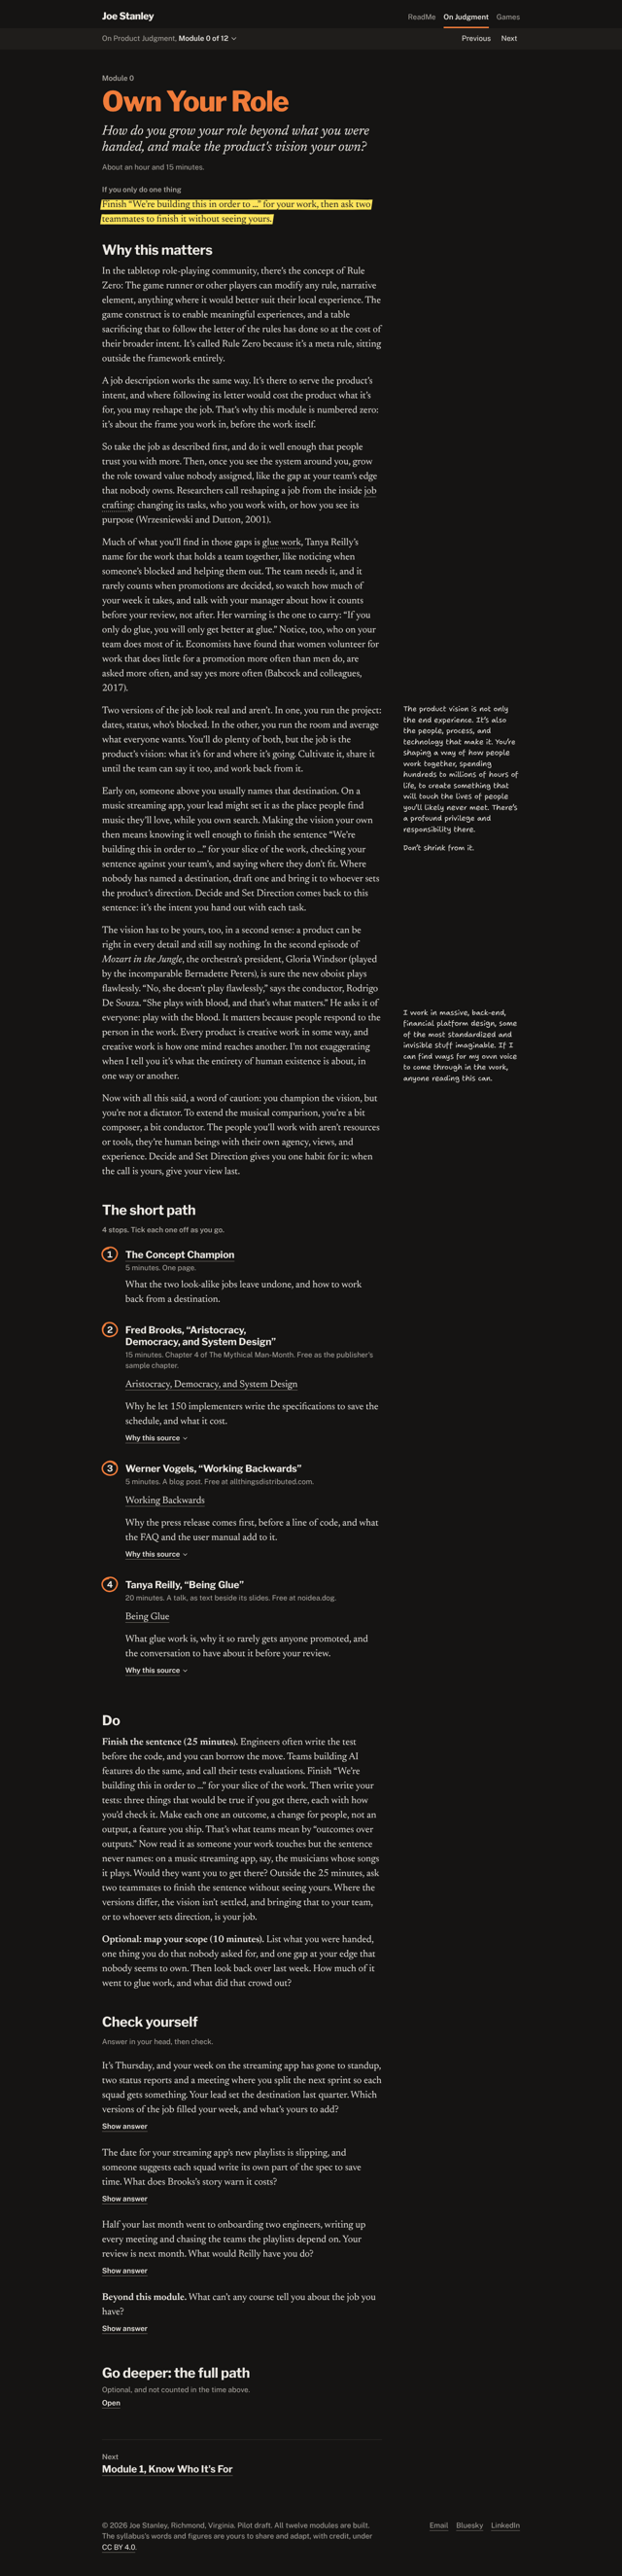 Joe Stanley
ReadMe On Judgment Games
On Product Judgment, Module 0 of 12
Previous Next
Module 0
Own Your Role
How do you grow your role beyond what you were
handed, and make the product's vision your own?
About an hour and 15 minutes.
If you only do one thing
Finish “We're building this in order to ...” for your work, then ask two
teammates to finish it without seeing yours.
Why this matters
In the tabletop role-playing community, there's the concept of Rule
Zero: The game runner or other players can modify any rule, narrative
element, anything where it would better suit their local experience. The
game construct is to enable meaningful experiences, and a table
sacrificing that to follow the letter of the rules has done so at the cost of
their broader intent. It's called Rule Zero because it's a meta rule, sitting
outside the framework entirely.
A job description works the same way. It's there to serve the product's
intent, and where following its letter would cost the product what it's
for, you may reshape the job. That's why this module is numbered zero:
it's about the frame you work in, before the work itself.
So take the job as described first, and do it well enough that people
trust you with more. Then, once you see the system around you, grow
the role toward value nobody assigned, like the gap at your team's edge
that nobody owns. Researchers call reshaping a job from the inside job
crafting: changing its tasks, who you work with, or how you see its
purpose (Wrzesniewski and Dutton, 2001).
Much of what you'll find in those gaps is glue work, Tanya Reilly's
name for the work that holds a team together, like noticing when
someone's blocked and helping them out. The team needs it, and it
rarely counts when promotions are decided, so watch how much of
your week it takes, and talk with your manager about how it counts
before your review, not after. Her warning is the one to carry: “If you
only do glue, you will only get better at glue.” Notice, too, who on your
team does most of it. Economists have found that women volunteer for
work that does little for a promotion more often than men do, are
asked more often, and say yes more often (Babcock and colleagues,
2017).
Two versions of the job look real and aren't. In one, you run the project:
dates, status, who's blocked. In the other, you run the room and average
what everyone wants. You'll do plenty of both, but the job is the
product's vision: what it's for and where it's going. Cultivate it, share it
until the team can say it too, and work back from it.
The product vision is not only
the end experience. It's also
the people, process, and
technology that make it. You're
shaping a way of how people
work together, spending
hundreds to millions of hours of
life, to create something that
will touch the lives of people
you'll likely never meet. There's
a profound privilege and
responsibility there.
Don't shrink from it.
Early on, someone above you usually names that destination. On a
music streaming app, your lead might set it as the place people find
music they'll love, while you own search. Making the vision your own
then means knowing it well enough to finish the sentence “We're
building this in order to ...” for your slice of the work, checking your
sentence against your team's, and saying where they don't fit. Where
nobody has named a destination, draft one and bring it to whoever sets
the product's direction. Decide and Set Direction comes back to this
sentence: it's the intent you hand out with each task.
The vision has to be yours, too, in a second sense: a product can be
right in every detail and still say nothing. In the second episode of
Mozart in the Jungle, the orchestra's president, Gloria Windsor (played
by the incomparable Bernadette Peters), is sure the new oboist plays
flawlessly. “No, she doesn't play flawlessly,” says the conductor, Rodrigo
De Souza. “She plays with blood, and that's what matters.” He asks it of
everyone: play with the blood. It matters because people respond to the
person in the work. Every product is creative work in some way, and
creative work is how one mind reaches another. I'm not exaggerating
when I tell you it's what the entirety of human existence is about, in
one way or another.
I work in massive, back-end,
financial platform design, some
of the most standardized and
invisible stuff imaginable. If I
can find ways for my own voice
to come through in the work,
anyone reading this can.
Now with all this said, a word of caution: you champion the vision, but
you're not a dictator. To extend the musical comparison, you're a bit
composer, a bit conductor. The people you'll work with aren't resources
or tools, they're human beings with their own agency, views, and
experience. Decide and Set Direction gives you one habit for it: when
the call is yours, give your view last.
The short path
4 stops. Tick each one off as you go.
1 The Concept Champion
5 minutes. One page.
What the two look-alike jobs leave undone, and how to work
back from a destination.
2 Fred Brooks, “Aristocracy,
Democracy, and System Design”
15 minutes. Chapter 4 of The Mythical Man-Month. Free as the publisher's
sample chapter.
Aristocracy, Democracy, and System Design
Why he let 150 implementers write the specifications to save the
schedule, and what it cost.
Why this source
3 Werner Vogels, “Working Backwards”
5 minutes. A blog post. Free at allthingsdistributed.com.
Working Backwards
Why the press release comes first, before a line of code, and what
the FAQ and the user manual add to it.
Why this source
4 Tanya Reilly, “Being Glue”
20 minutes. A talk, as text beside its slides. Free at noidea.dog.
Being Glue
What glue work is, why it so rarely gets anyone promoted, and
the conversation to have about it before your review.
Why this source
Do
Finish the sentence (25 minutes). Engineers often write the test
before the code, and you can borrow the move. Teams building AI
features do the same, and call their tests evaluations. Finish “We're
building this in order to ...” for your slice of the work. Then write your
tests: three things that would be true if you got there, each with how
you'd check it. Make each one an outcome, a change for people, not an
output, a feature you ship. That's what teams mean by “outcomes over
outputs.” Now read it as someone your work touches but the sentence
never names: on a music streaming app, say, the musicians whose songs
it plays. Would they want you to get there? Outside the 25 minutes, ask
two teammates to finish the sentence without seeing yours. Where the
versions differ, the vision isn't settled, and bringing that to your team,
or to whoever sets direction, is your job.
Optional: map your scope (10 minutes). List what you were handed,
one thing you do that nobody asked for, and one gap at your edge that
nobody seems to own. Then look back over last week. How much of it
went to glue work, and what did that crowd out?
Check yourself
Answer in your head, then check.
It's Thursday, and your week on the streaming app has gone to standup,
two status reports and a meeting where you split the next sprint so each
squad gets something. Your lead set the destination last quarter. Which
versions of the job filled your week, and what's yours to add?
Show answer
The date for your streaming app's new playlists is slipping, and
someone suggests each squad write its own part of the spec to save
time. What does Brooks's story warn it costs?
Show answer
Half your last month went to onboarding two engineers, writing up
every meeting and chasing the teams the playlists depend on. Your
review is next month. What would Reilly have you do?
Show answer
Beyond this module. What can't any course tell you about the job you
have?
Show answer
Go deeper: the full path
Optional, and not counted in the time above.
Open
Next
Module 1, Know Who It's For
© 2026 Joe Stanley, Richmond, Virginia. Pilot draft. All twelve modules are built.
The syllabus's words and figures are yours to share and adapt, with credit, under
CC BY 4.0.
Email Bluesky LinkedIn